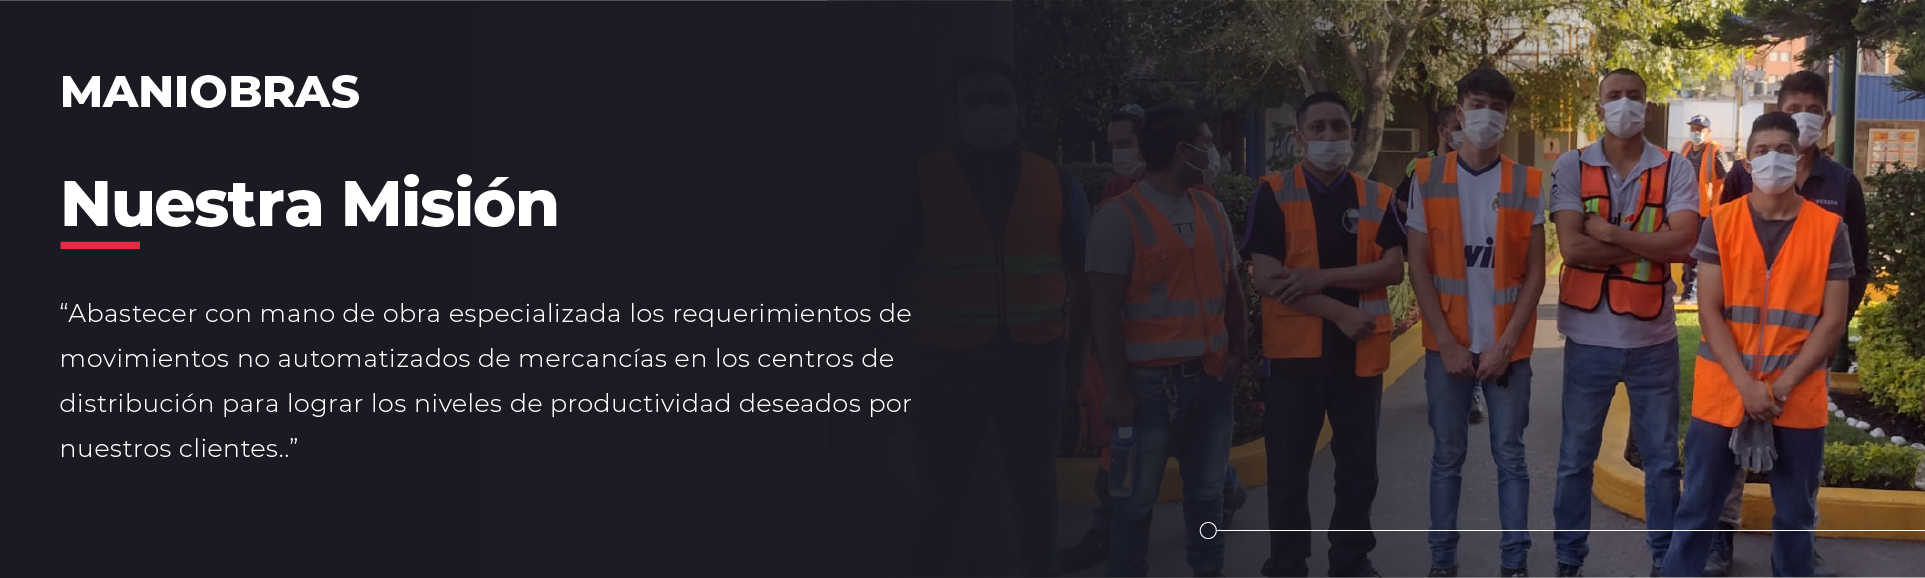 MANIOBRAS
Nuestra Misión
“Abastecer con mano de obra especializada los requerimientos de
movimientos no automatizados de mercancías en los centros de
distribución para lograr los niveles de productividad deseados por
nuestros clientes..”